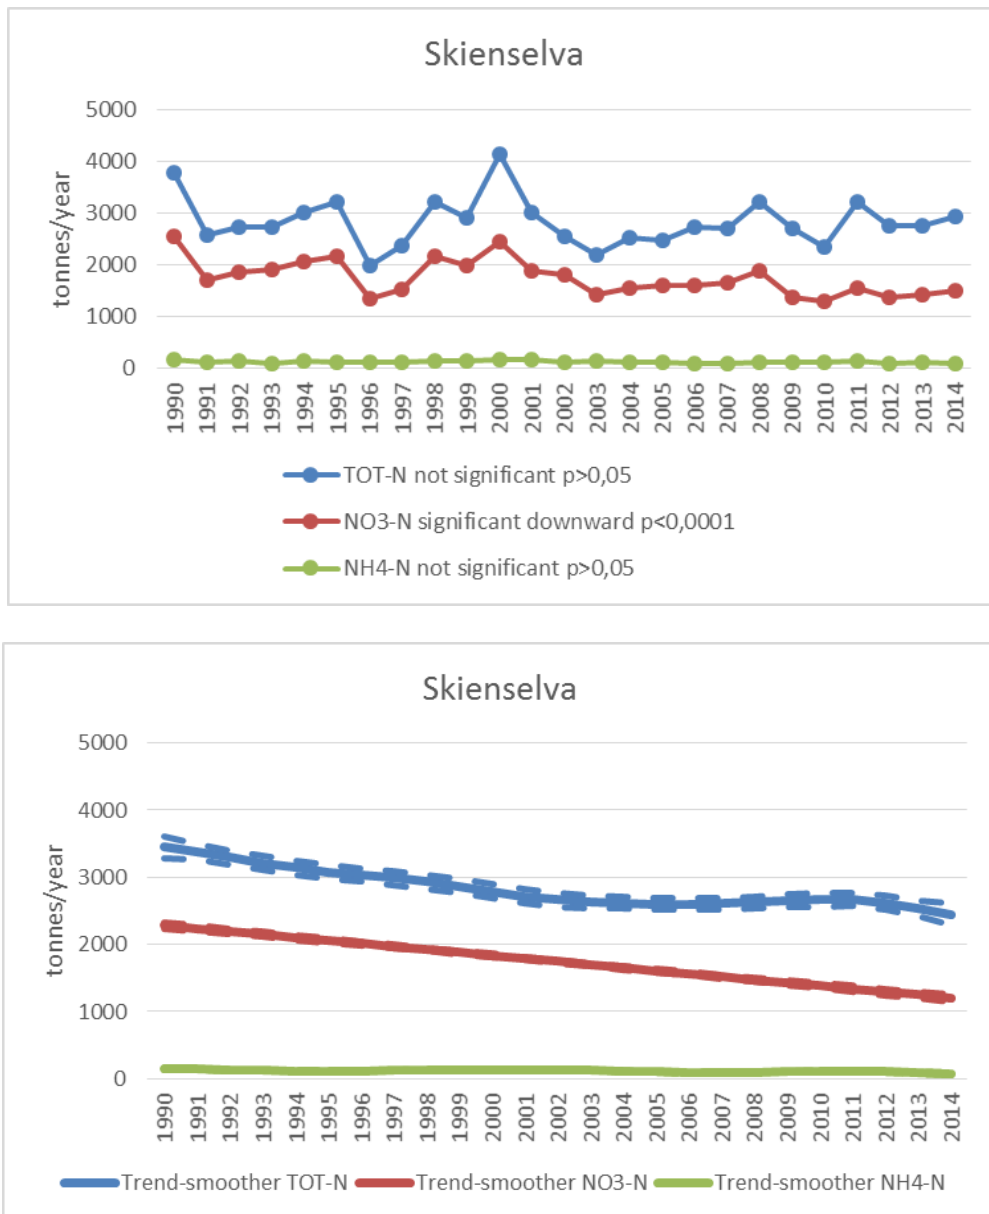 Skienselva
tonnes/year
5000
4000
3000
2000
1000
0
1990 1991 1992 1993 1994 1995 1996 1997 1998 1999 2000 2001 2002 2003 2004 2005 2006 2007 2008 2009 2010 2011 2012 2013 2014
TOT-N not significant p>0,05
NO3-N significant downward p<0,0001
NH4-N not significant p>0,05
Skienselva
tonnes/year
5000
4000
3000
2000
1000
0
1990 1991 1992 1993 1994 1995 1996 1997 1998 1999 2000 2001 2002 2003 2004 2005 2006 2007 2008 2009 2010 2011 2012 2013 2014
Trend-smoother TOT-N Trend-smoother NO3-N Trend-smoother NH4-N